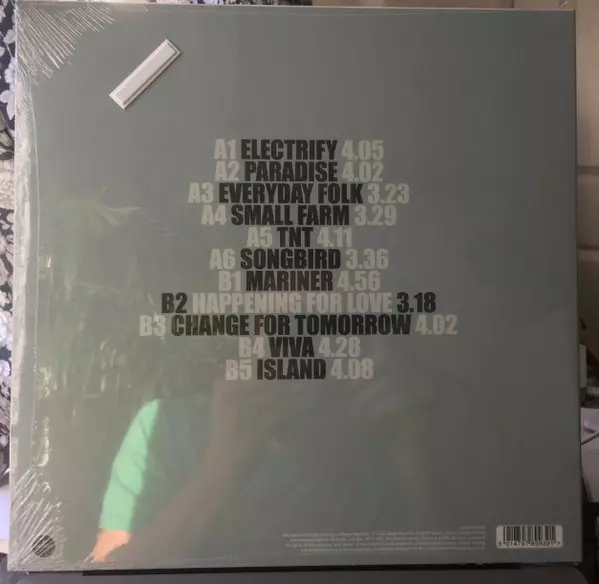 A1 ELECTRIFY 4.05
A2 PARADISE 4.02
A3 EVERYDAY FOLK 3.23
A4 SMALL FARM 3.29
A5 TNT 4.11
A6 SONGBIRD 3.36
B1 MARINER 4.56
B2 HAPPENING FOR LOVE 3.18
B3 CHANGE FOR TOMORROW 4.02
B4 VIVA 4.28
B5 ISLAND 4.08